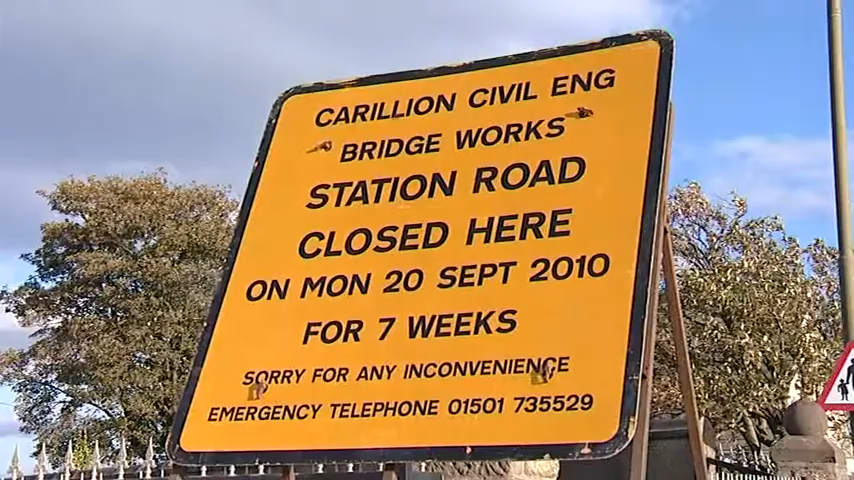 CARILLION CIVIL ENG
BRIDGE WORKS
STATION ROAD
CLOSED HERE
ON MON 20 SEPT 2010
FOR 7 WEEKS
SORRY FOR ANY INCONVENIENCE
EMERGENCY TELEPHONE 01501 735529